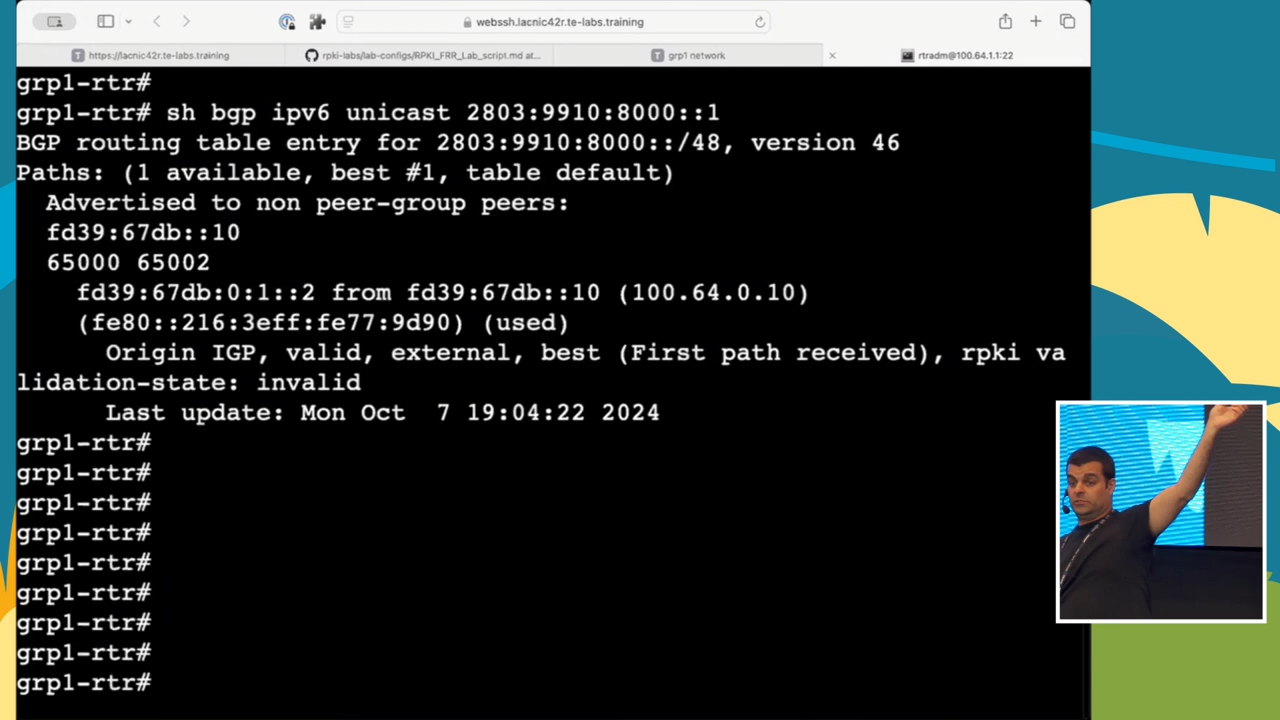 webssh.lacnic42r.te-labs.training
https://lacnic42r.te-labs.training
rpki-labs/lab-configs/RPKI_FRR_Lab_script.md at...
grp1 network
rtradm@100.64.1.1:22
grp1-rtr#
grp1-rtr# sh bgp ipv6 unicast 2803:9910:8000::1
BGP routing table entry for 2803:9910:8000::/48, version 46
Paths: (1 available, best #1, table default)
Advertised to non peer-group peers:
fd39:67db::10
65000 65002
fd39:67db:0:1::2 from fd39:67db::10 (100.64.0.10)
(fe80::216:3eff:fe77:9d90) (used)
Origin IGP, valid, external, best (First path received), rpki va
lidation-state: invalid
Last update: Mon Oct 7 19:04:22 2024
grp1-rtr#
grp1-rtr#
grp1-rtr#
grp1-rtr#
grp1-rtr#
grp1-rtr#
grp1-rtr#
grp1-rtr#
grp1-rtr#